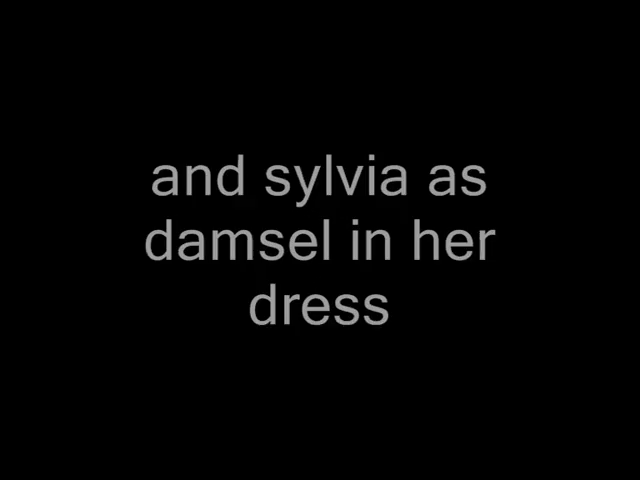 and sylvia as
damsel in her
dress